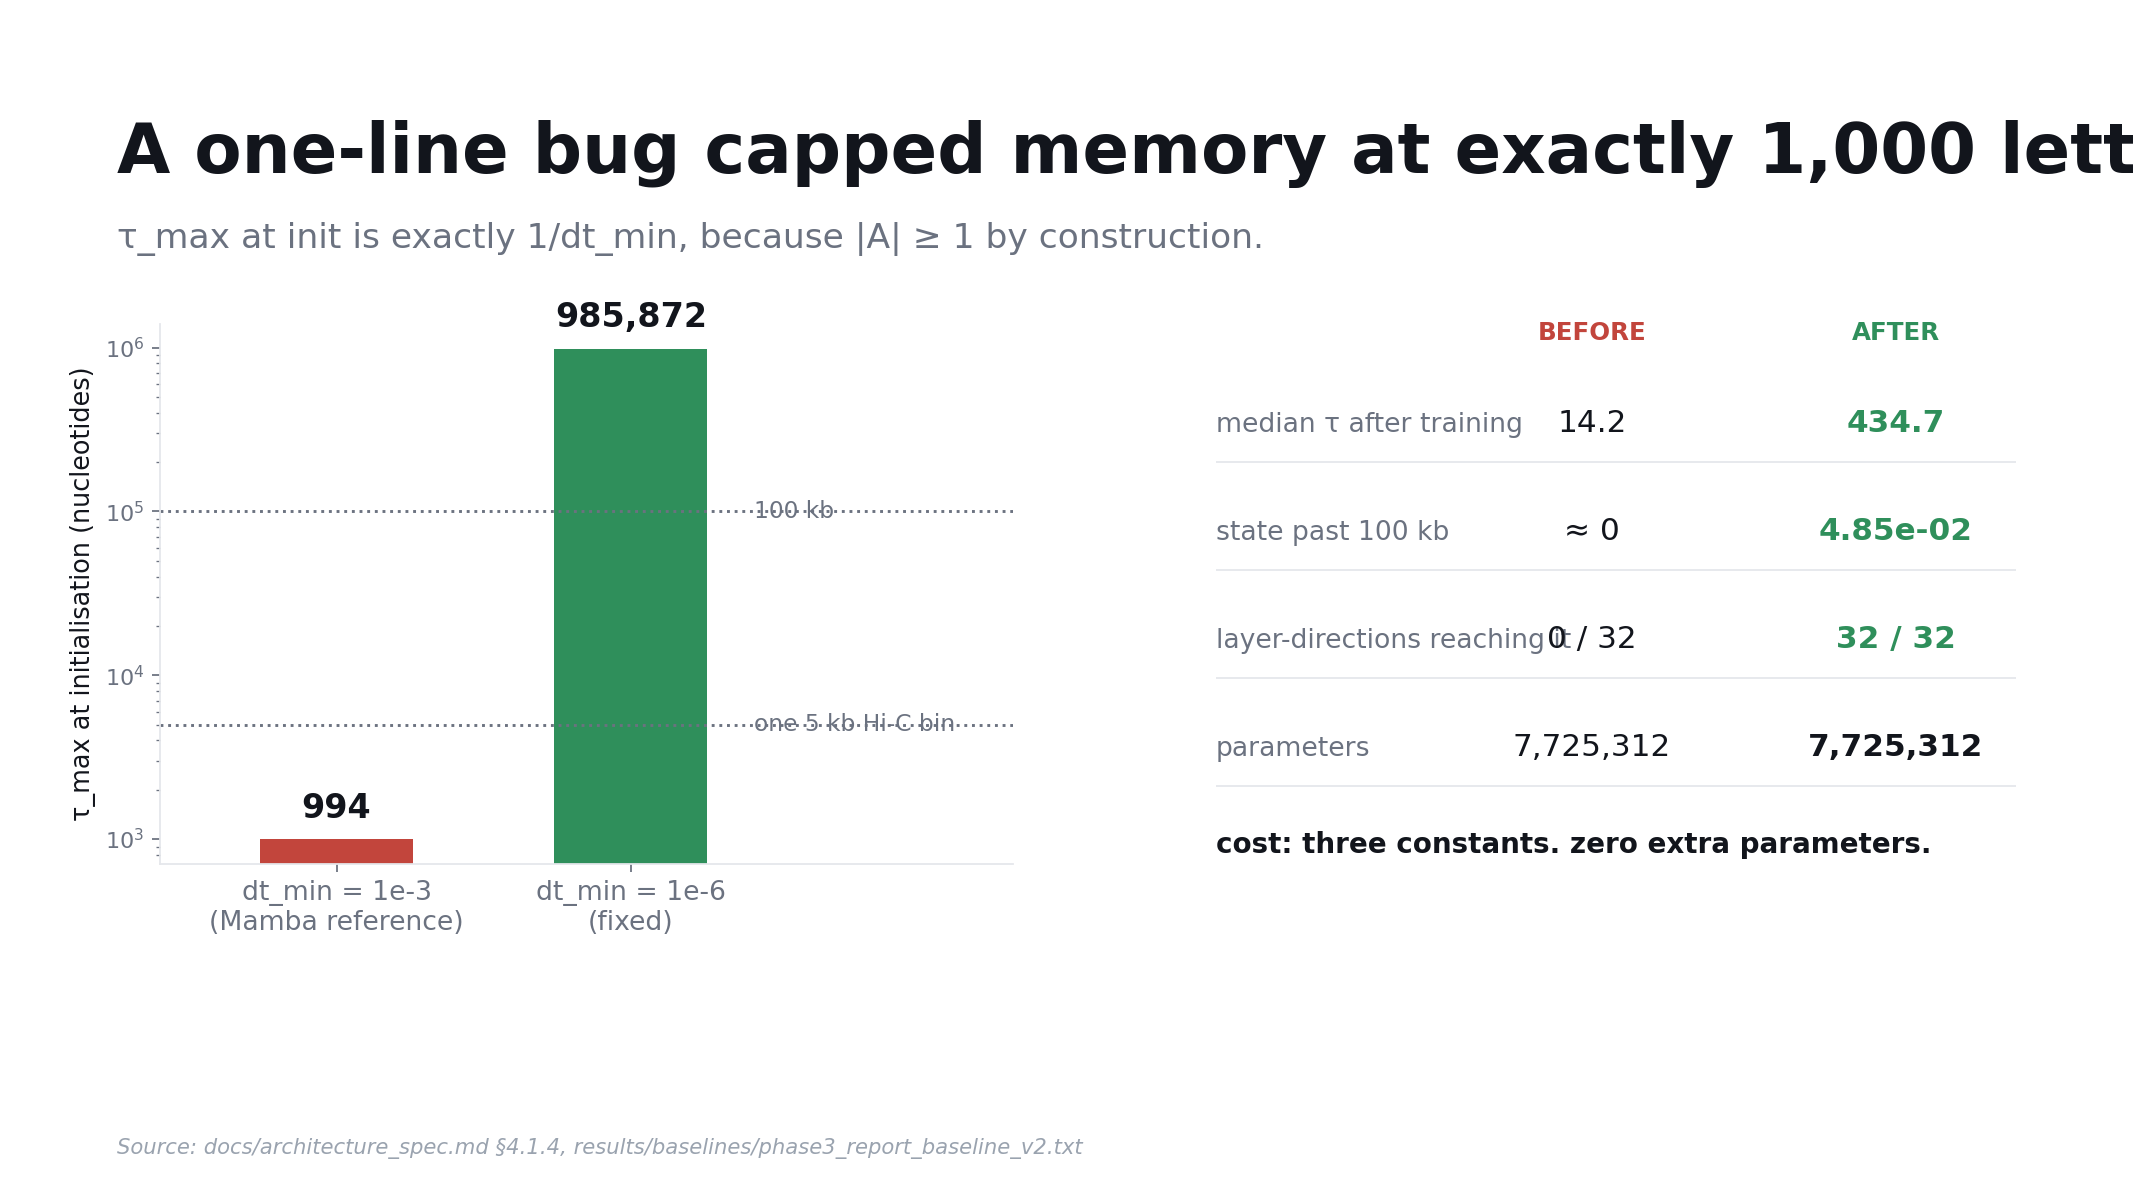 A one-line bug capped memory at exactly 1,000 lett
τ_max at init is exactly 1/dt_min, because |A| ≥ 1 by construction.
τ_max at initialisation (nucleotides)
10⁶
10⁵
10⁴
10³
985,872
994
100 kb
one 5 kb Hi-C bin
dt_min = 1e-3
(Mamba reference)
dt_min = 1e-6
(fixed)
BEFORE AFTER
median τ after training 14.2 434.7
state past 100 kb ≈ 0 4.85e-02
layer-directions reaching it 0 / 32 32 / 32
parameters 7,725,312 7,725,312
cost: three constants. zero extra parameters.
Source: docs/architecture_spec.md §4.1.4, results/baselines/phase3_report_baseline_v2.txt